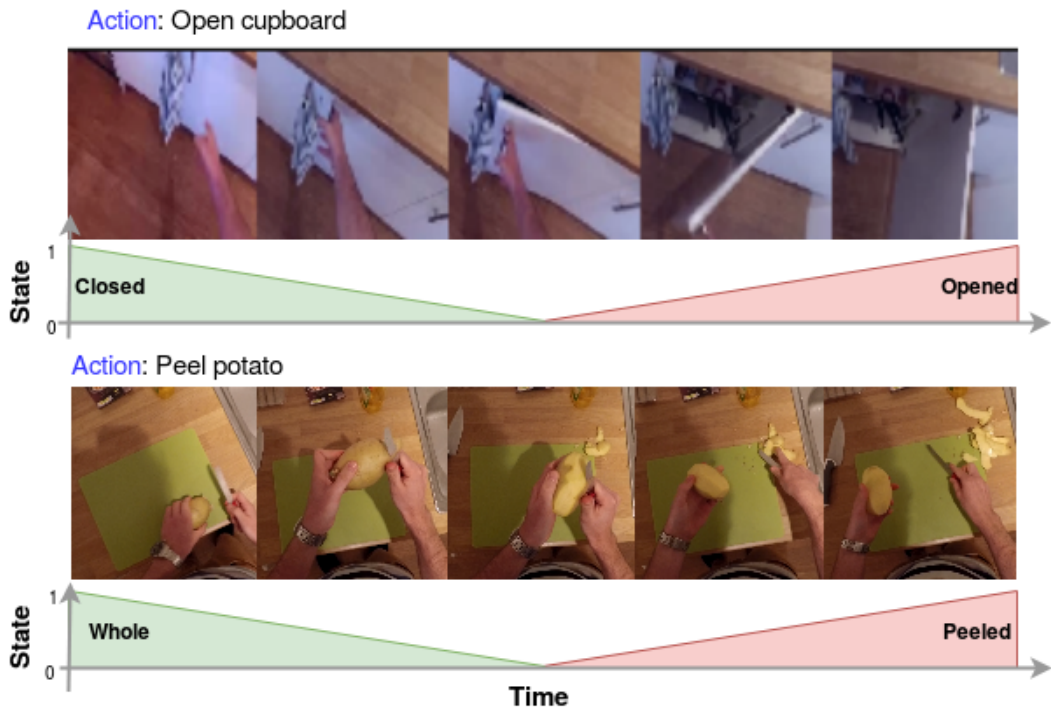 Action: Open cupboard
1
State
Closed
Opened
0
Action: Peel potato
1
State
Whole
Peeled
0
Time